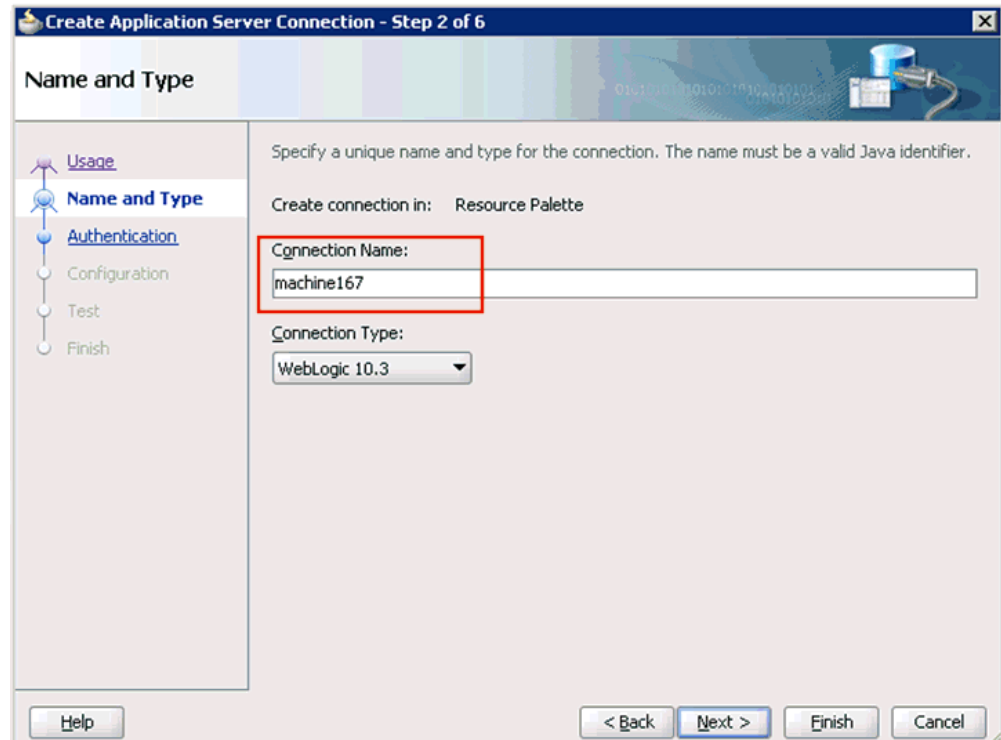 Create Application Server Connection - Step 2 of 6
Name and Type
Usage
Name and Type
Authentication
Configuration
Test
Finish
Specify a unique name and type for the connection. The name must be a valid Java identifier.
Create connection in: Resource Palette
Connection Name:
machine167
Connection Type:
WebLogic 10.3
Help
< Back
Next >
Finish
Cancel